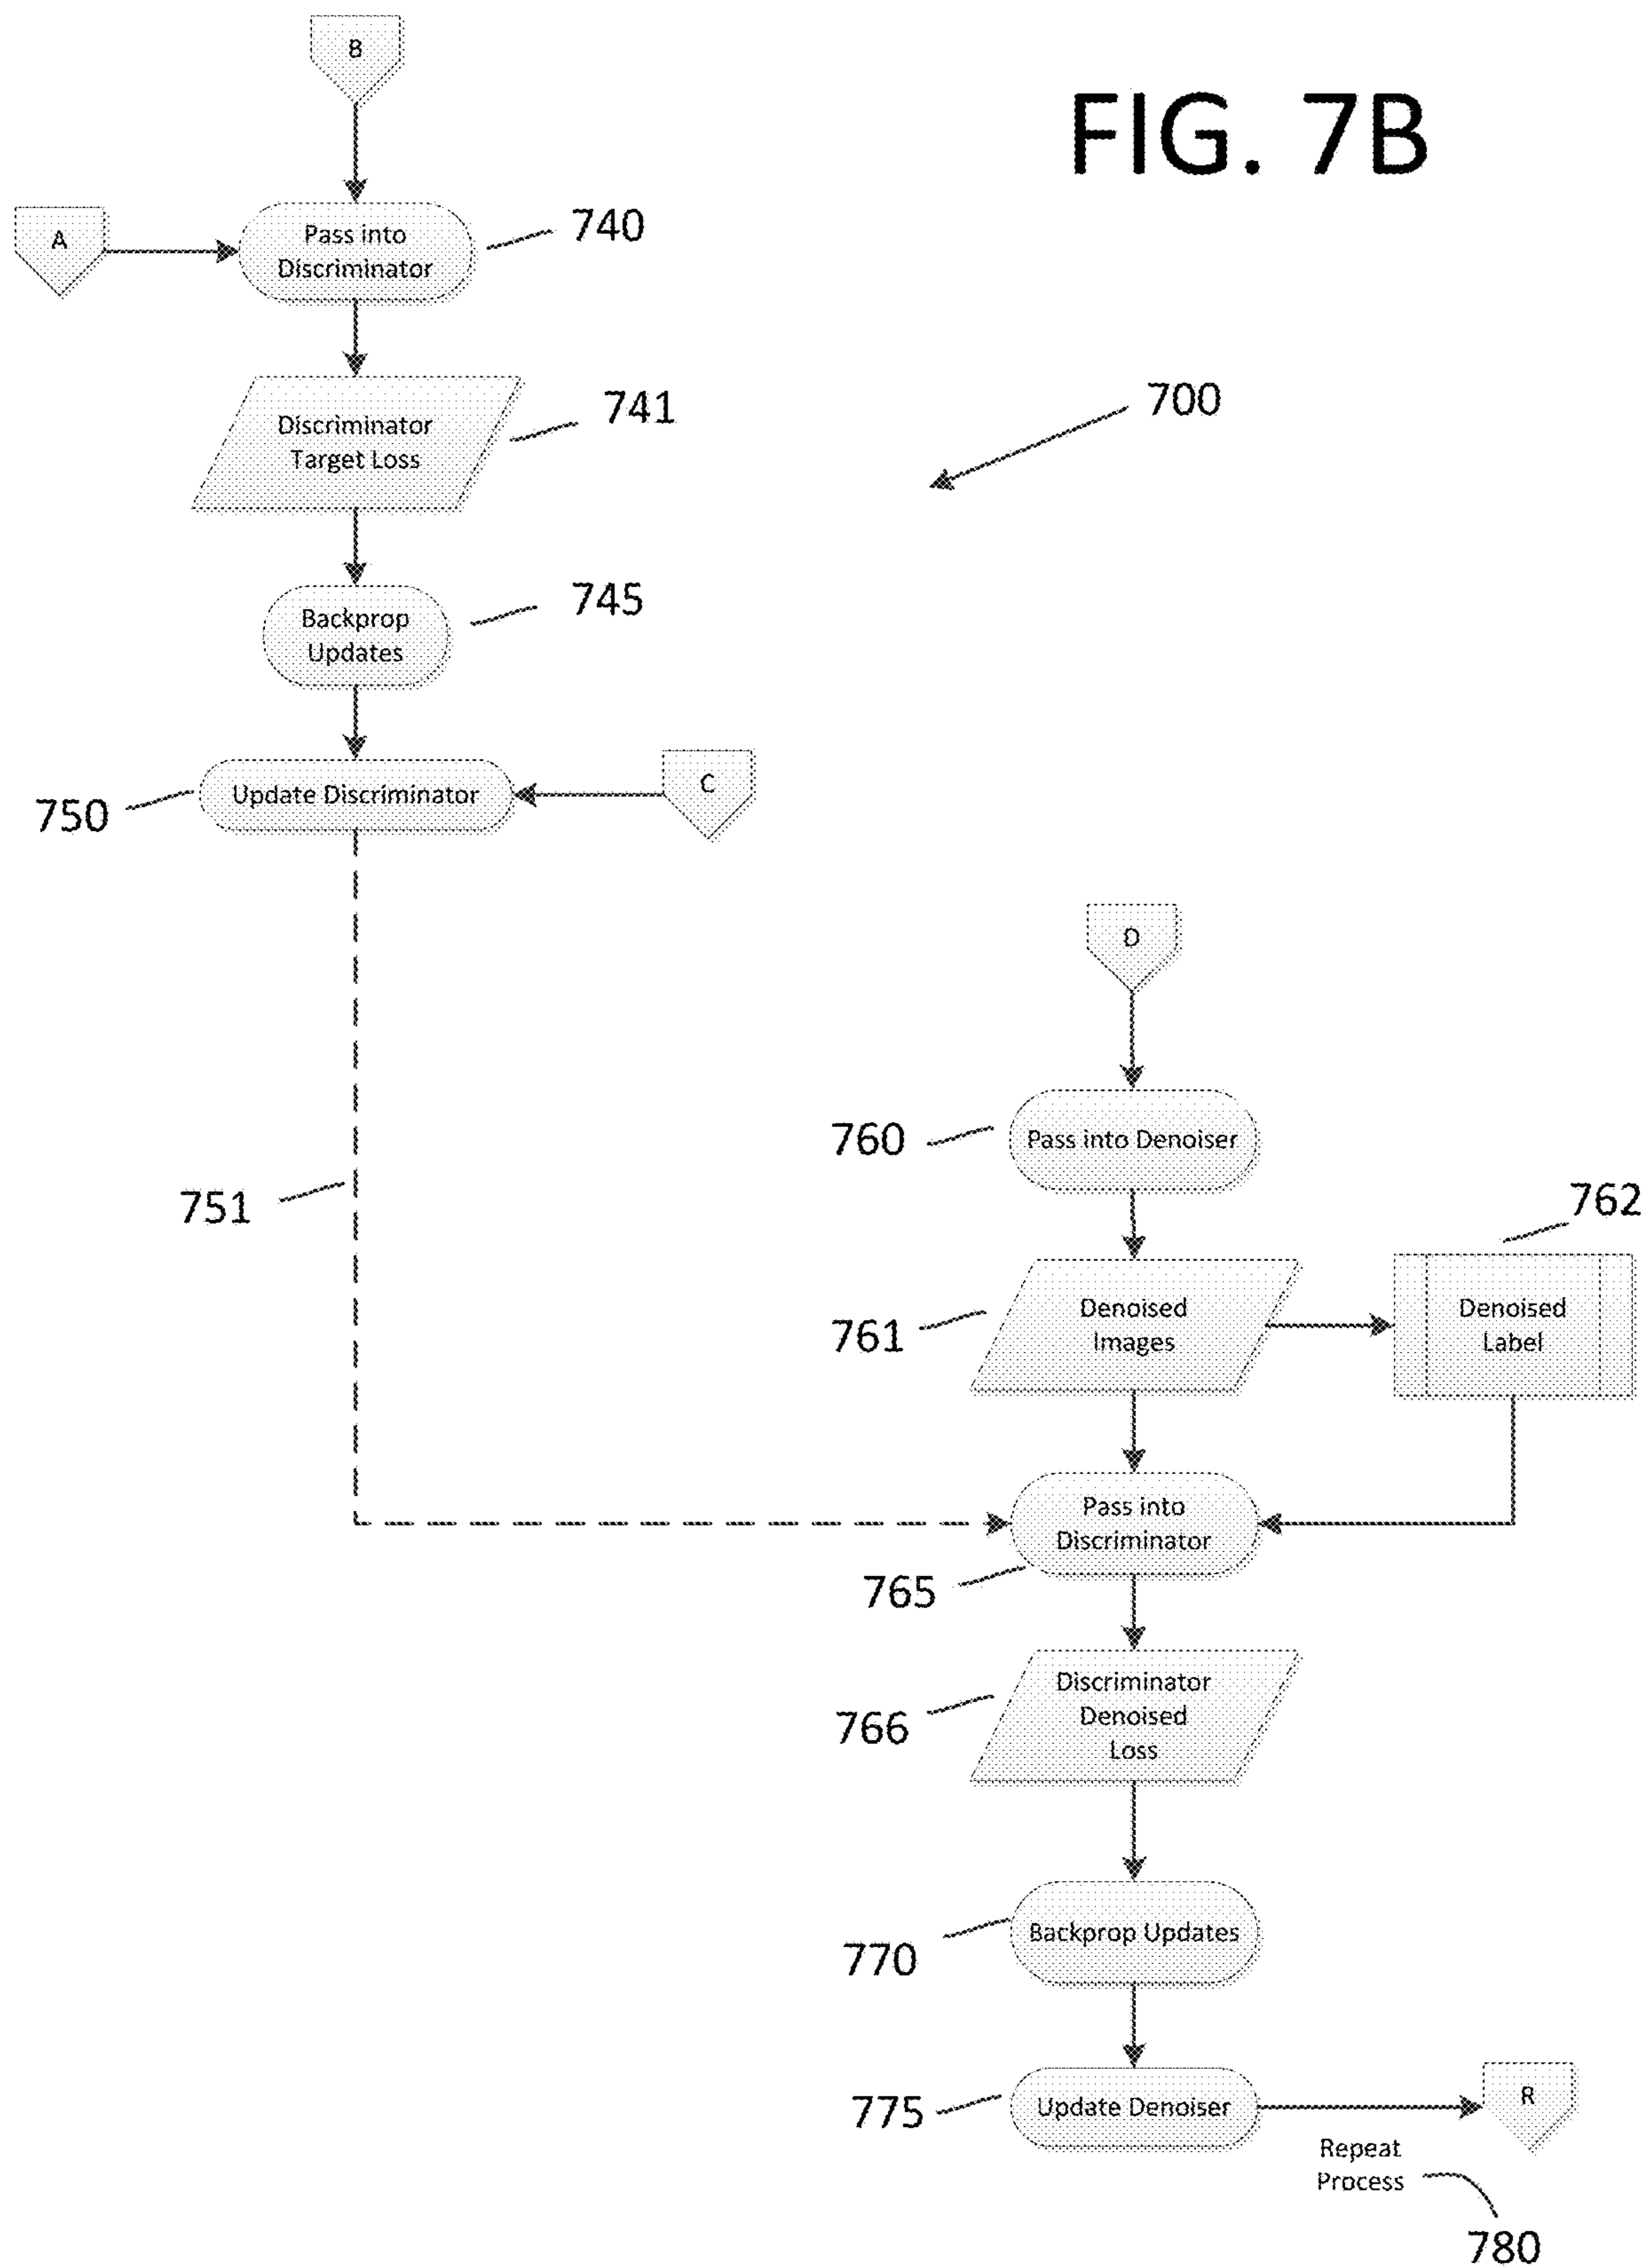 B
FIG. 7B
A
Pass into
Discriminator
740
Discriminator
Target Loss
741
700
Backprop
Updates
745
Update Discriminator
750
C
D
751
Pass into Denoiser
760
762
Denoised
Images
761
Denoised
Label
Pass into
Discriminator
765
Discriminator
Denoised
Loss
766
Backprop Updates
770
Update Denoiser
775
R
Repeat
Process
780